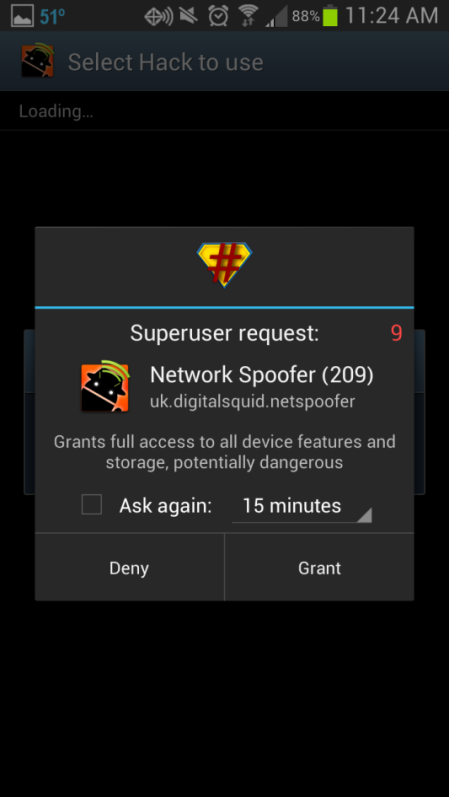 51° 88% 11:24 AM
Select Hack to use
Loading...
#
Superuser request: 9
Network Spoofer (209)
uk.digitalsquid.netspoofer
Grants full access to all device features and
storage, potentially dangerous
Ask again: 15 minutes
Deny Grant